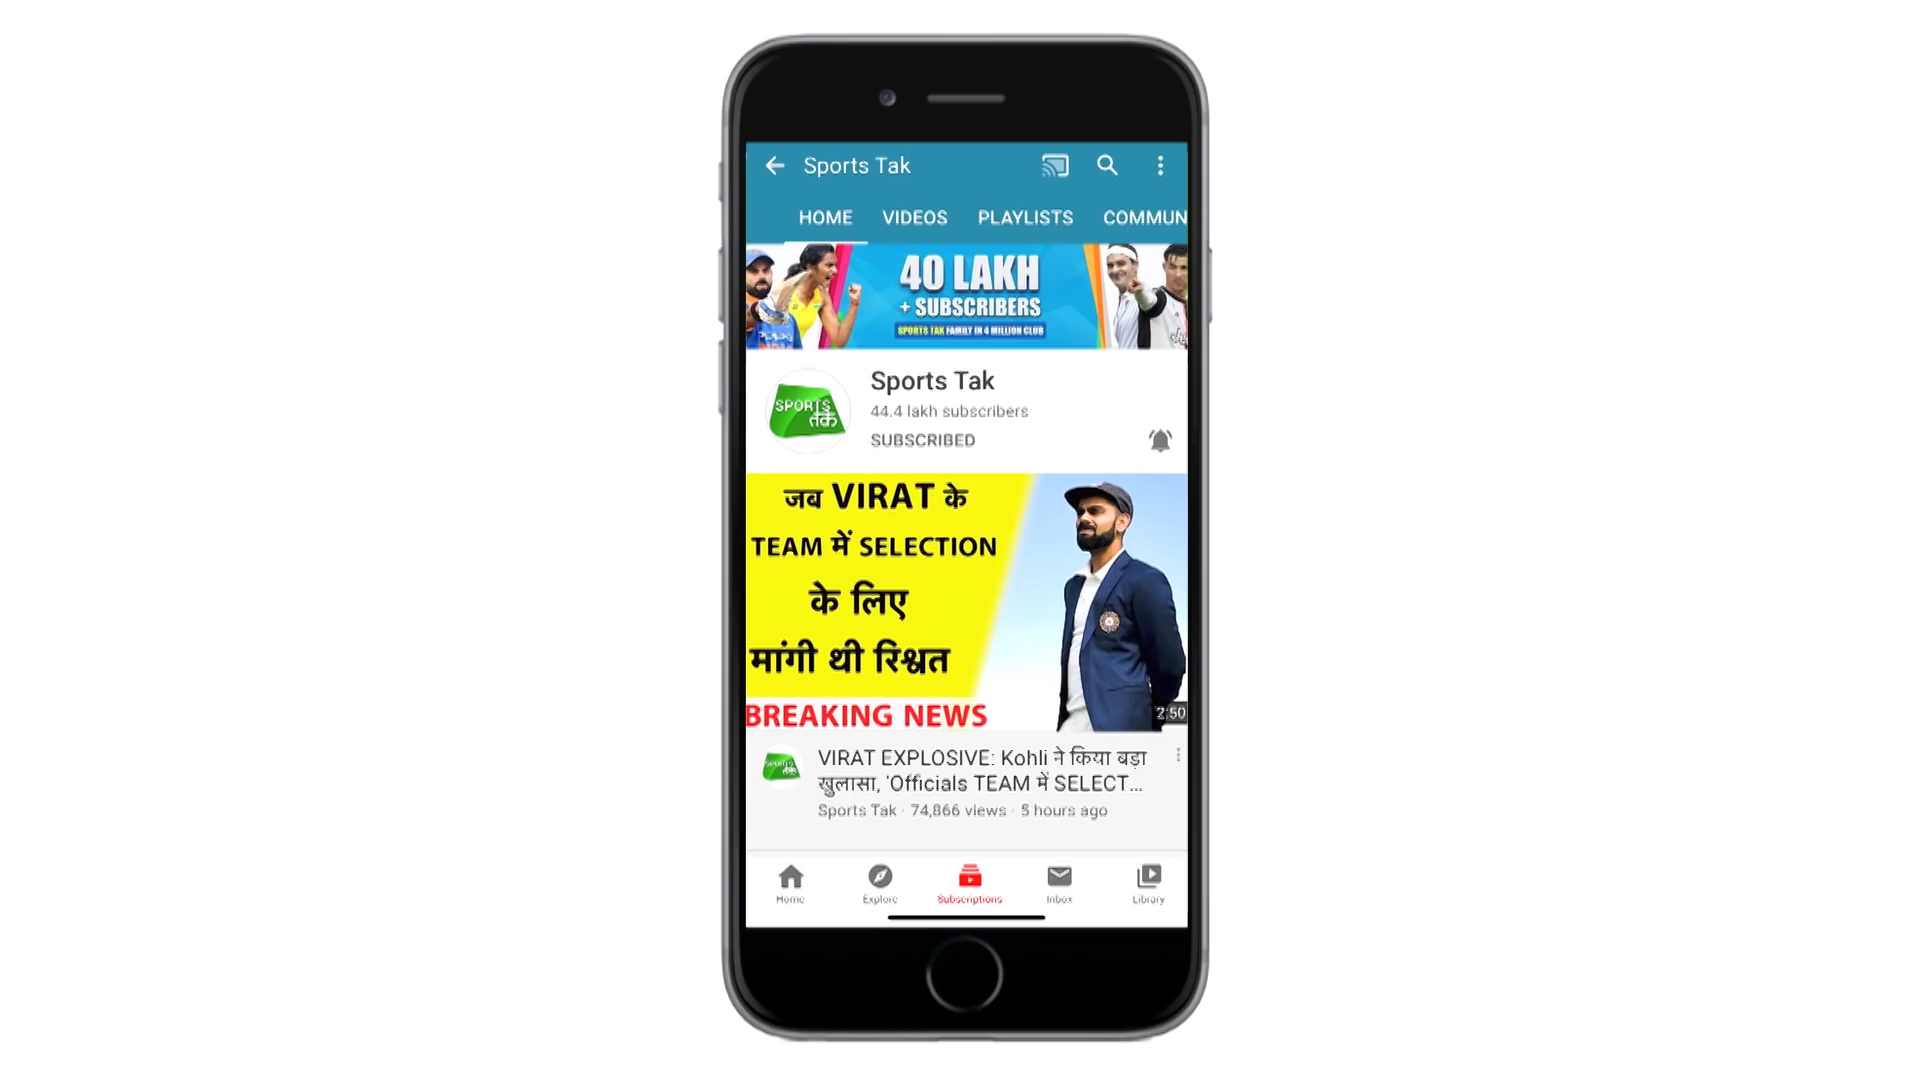 Sports Tak
HOME VIDEOS PLAYLISTS COMMUN
40 LAKH
+ SUBSCRIBERS
SPORTS TAK FAMILY IN 4 MILLION CLUB
Sports Tak
44.4 lakh subscribers
SUBSCRIBED
SPORTS
तक
जब VIRAT के
TEAM में SELECTION
के लिए
मांगी थी रिश्वत
BREAKING NEWS
2:50
VIRAT EXPLOSIVE: Kohli ने किया बड़ा
खुलासा, 'Officials TEAM में SELECT...
Sports Tak · 74,866 views · 5 hours ago
Home Explore Subscriptions Inbox Library